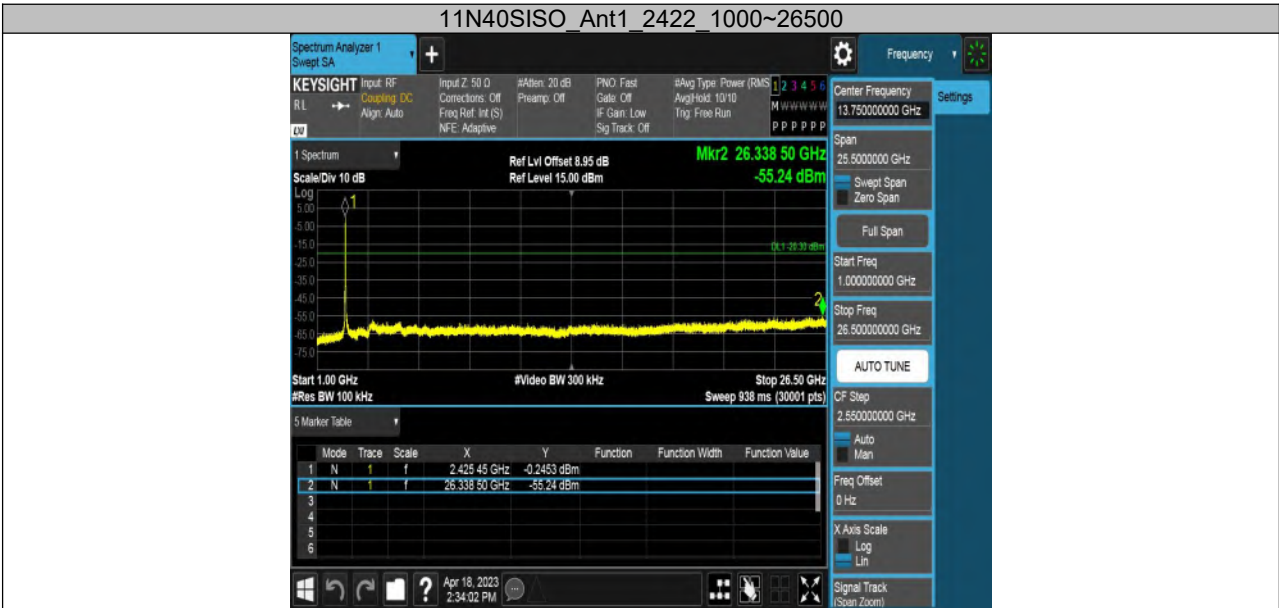 11N40SISO_Ant1_2422_1000~26500
Spectrum Analyzer 1
Swept SA
Frequency
KEYSIGHT
RL
Input: RF
Coupling: DC
Align: Auto
Input Z: 50 Ω
Corrections: Off
Freq Ref: Int (S)
NFE: Adaptive
#Atten: 20 dB
Preamp: Off
PNO: Fast
Gate: Off
IF Gain: Low
Sig Track: Off
#Avg Type: Power (RMS
Avg|Hold: 10/10
Trig: Free Run
1 2 3 4 5 6
M W W W W W
P P P P P P
1 Spectrum
Scale/Div 10 dB
Ref Lvl Offset 8.95 dB
Ref Level 15.00 dBm
Mkr2 26.338 50 GHz
-55.24 dBm
Log
5.00
-5.00
-15.0
-25.0
-35.0
-45.0
-55.0
-65.0
-75.0
1
DL1 -20.30 dBm
2
Start 1.00 GHz
#Res BW 100 kHz
#Video BW 300 kHz
Stop 26.50 GHz
Sweep 938 ms (30001 pts)
5 Marker Table
Mode Trace Scale X Y Function Function Width Function Value
1 N 1 f 2.425 45 GHz -0.2453 dBm
2 N 1 f 26.338 50 GHz -55.24 dBm
3
4
5
6
Apr 18, 2023
2:34:02 PM
Center Frequency
13.750000000 GHz
Settings
Span
25.5000000 GHz
Swept Span
Zero Span
Full Span
Start Freq
1.000000000 GHz
Stop Freq
26.500000000 GHz
AUTO TUNE
CF Step
2.550000000 GHz
Auto
Man
Freq Offset
0 Hz
X Axis Scale
Log
Lin
Signal Track
(Span Zoom)